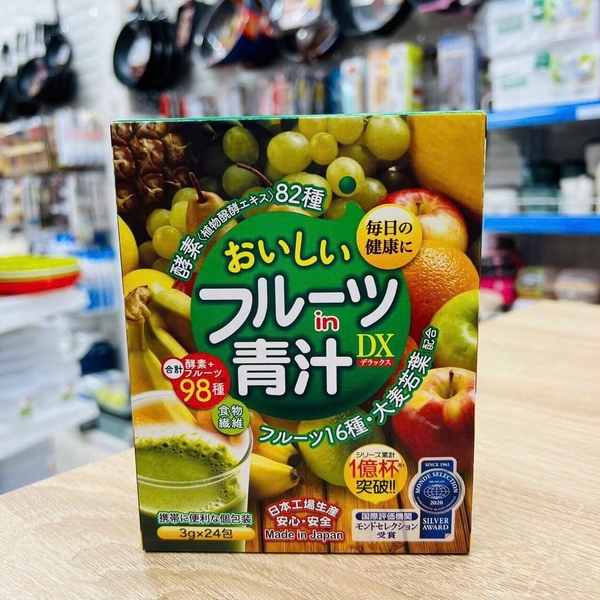 酵素〈植物醗酵エキス〉82種
毎日の
健康に
おいしい
フルーツ
in
青汁
DX
デラックス
合計
酵素+
フルーツ
98種
食物
繊維
フルーツ16種・大麦若葉配合
シリーズ累計
1億杯
突破!!
携帯に便利な個包装
3g×24包
日本工場生産
安心・安全
Made in Japan
国際評価機関
モンドセレクション
受賞
SINCE 1961
MONDE SELECTION
2020
SILVER
AWARD